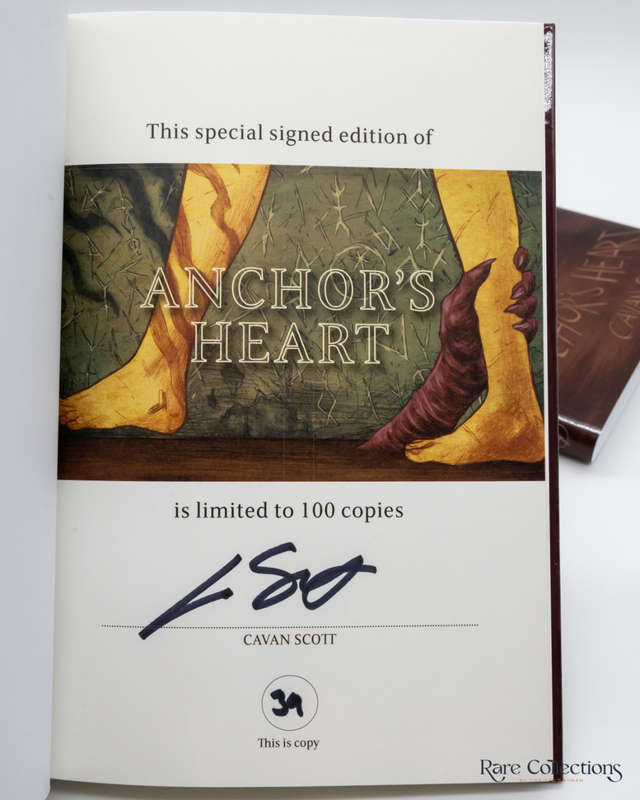 This special signed edition of
ANCHOR'S
HEART
is limited to 100 copies
CAVAN SCOTT
39
This is copy
HEART
Rare Collections